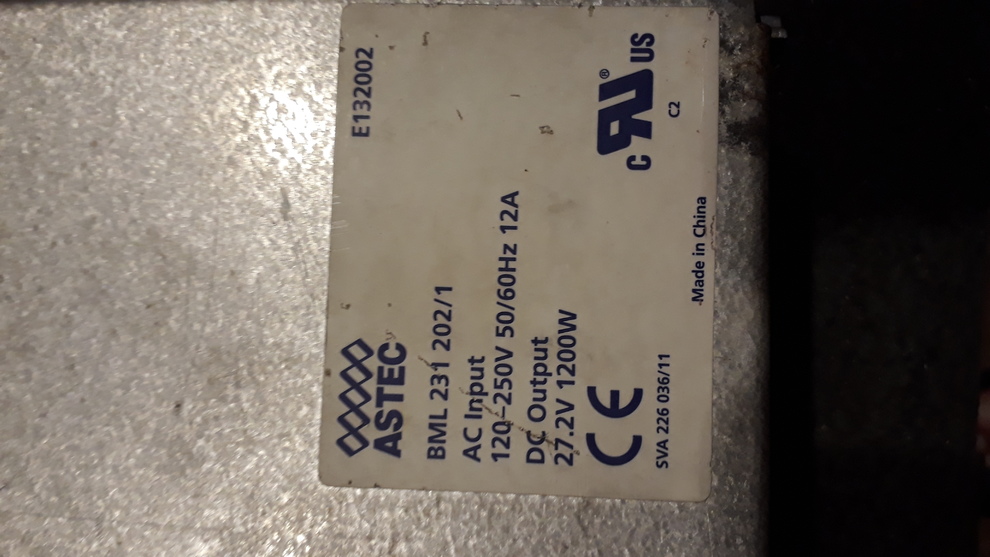 E132002
ASTEC
BML 231 202/1
AC Input
120-250V 50/60Hz 12A
DC Output
27.2V 1200W
CE
c RU ® US
C2
SVA 226 036/11
Made in China